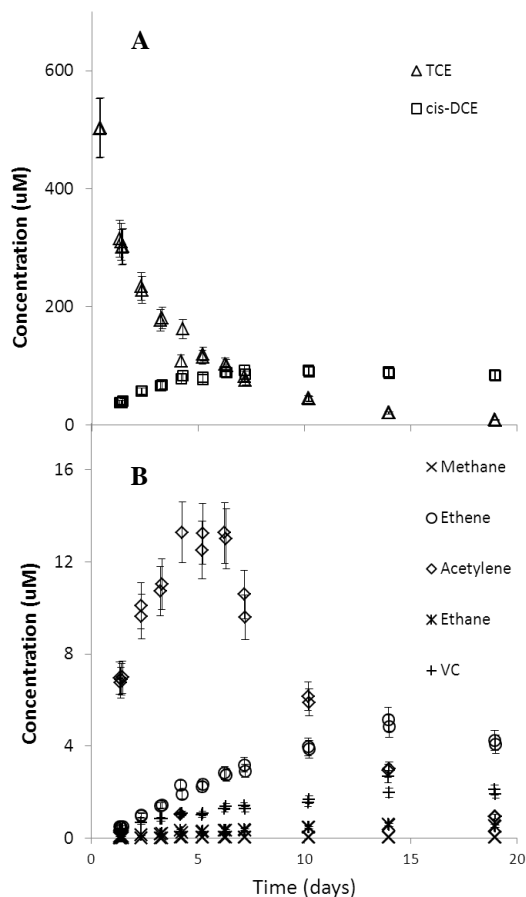 A
600
400
200
0
Concentration (uM)
TCE
cis-DCE
B
16
12
8
4
0
Concentration (uM)
Methane
Ethene
Acetylene
Ethane
VC
0 5 10 15 20
Time (days)